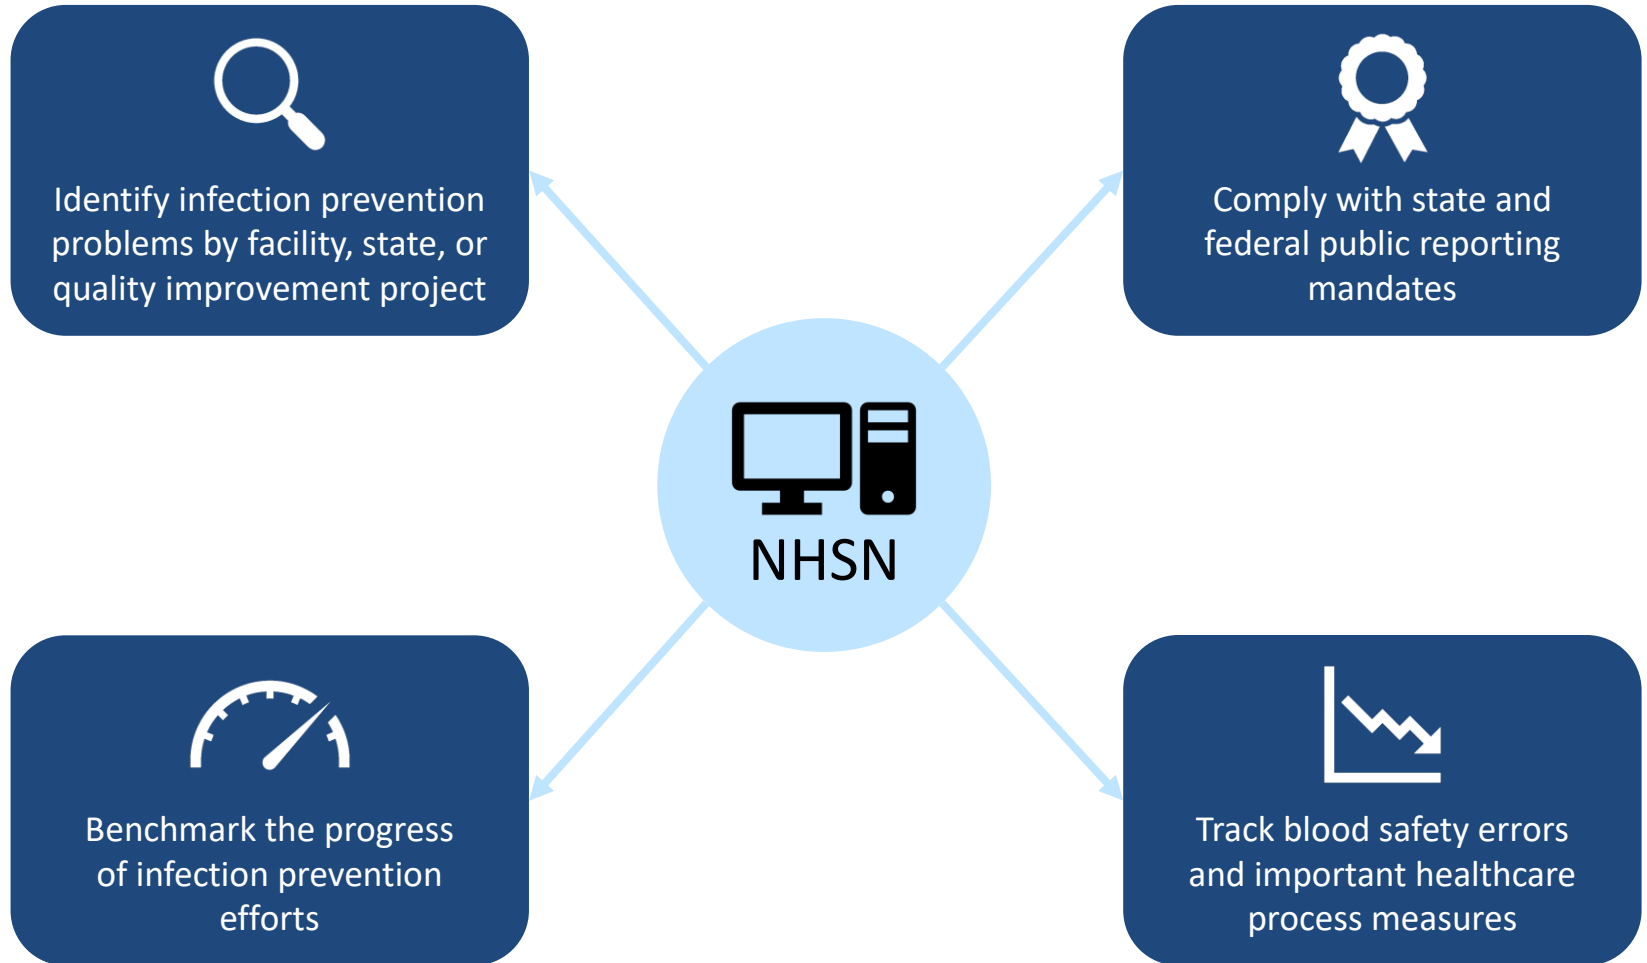 Identify infection prevention
problems by facility, state, or
quality improvement project
Comply with state and
federal public reporting
mandates
NHSN
Benchmark the progress
of infection prevention
efforts
Track blood safety errors
and important healthcare
process measures